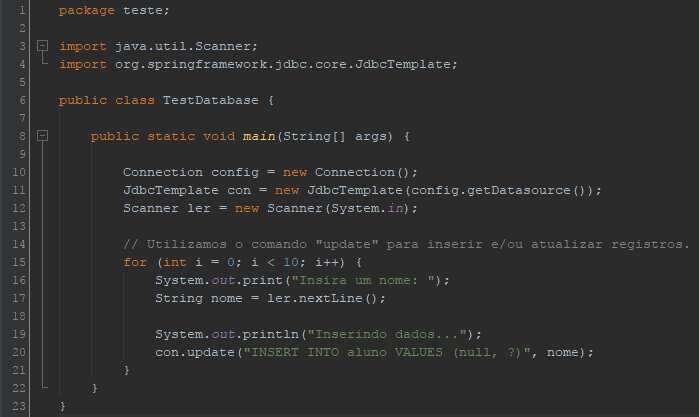 1 package teste;
2
3 import java.util.Scanner;
4 import org.springframework.jdbc.core.JdbcTemplate;
5
6 public class TestDatabase {
7
8     public static void main(String[] args) {
9
10         Connection config = new Connection();
11         JdbcTemplate con = new JdbcTemplate(config.getDatasource());
12         Scanner ler = new Scanner(System.in);
13
14         // Utilizamos o comando "update" para inserir e/ou atualizar registros.
15         for (int i = 0; i < 10; i++) {
16             System.out.print("Insira um nome: ");
17             String nome = ler.nextLine();
18
19             System.out.println("Inserindo dados...");
20             con.update("INSERT INTO aluno VALUES (null, ?)", nome);
21         }
22     }
23 }